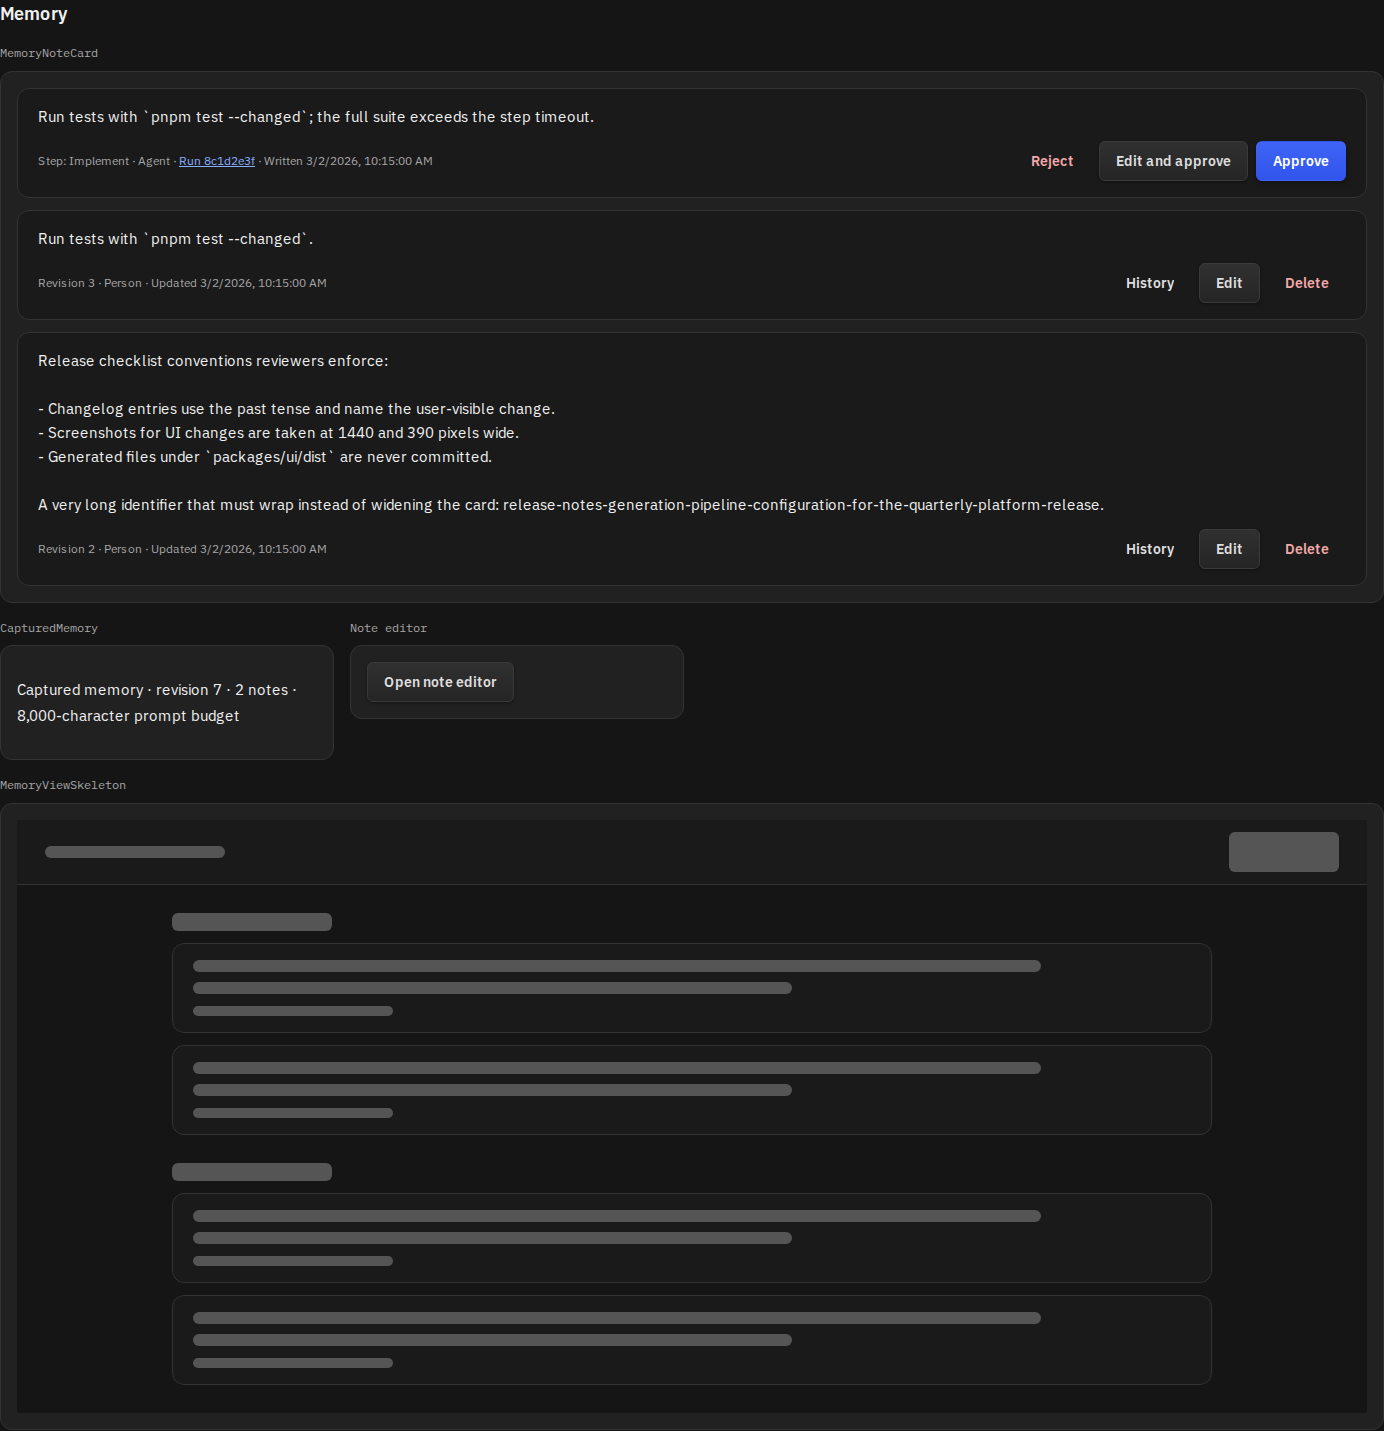 Memory
MemoryNoteCard
Run tests with `pnpm test --changed`; the full suite exceeds the step timeout.
Step: Implement · Agent · Run 8c1d2e3f · Written 3/2/2026, 10:15:00 AM
Reject
Edit and approve
Approve
Run tests with `pnpm test --changed`.
Revision 3 · Person · Updated 3/2/2026, 10:15:00 AM
History
Edit
Delete
Release checklist conventions reviewers enforce:
- Changelog entries use the past tense and name the user-visible change.
- Screenshots for UI changes are taken at 1440 and 390 pixels wide.
- Generated files under `packages/ui/dist` are never committed.
A very long identifier that must wrap instead of widening the card: release-notes-generation-pipeline-configuration-for-the-quarterly-platform-release.
Revision 2 · Person · Updated 3/2/2026, 10:15:00 AM
History
Edit
Delete
CapturedMemory
Captured memory · revision 7 · 2 notes ·
8,000-character prompt budget
Note editor
Open note editor
MemoryViewSkeleton